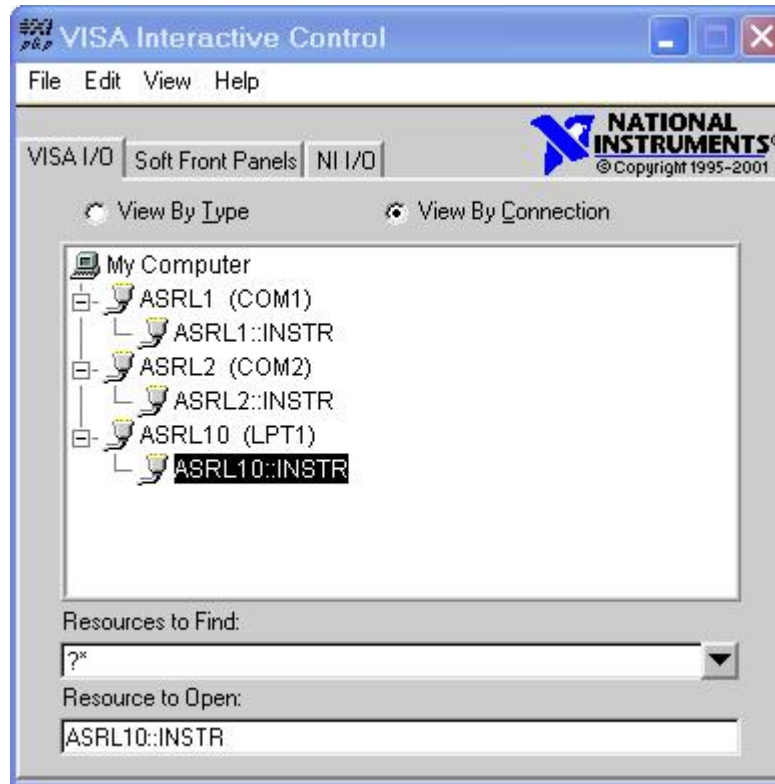 VISA Interactive Control
File Edit View Help
NATIONAL
INSTRUMENTS
© Copyright 1995-2001
VISA I/O Soft Front Panels NI I/O
View By Type View By Connection
My Computer
ASRL1 (COM1)
ASRL1::INSTR
ASRL2 (COM2)
ASRL2::INSTR
ASRL10 (LPT1)
ASRL10::INSTR
Resources to Find:
?*
Resource to Open:
ASRL10::INSTR